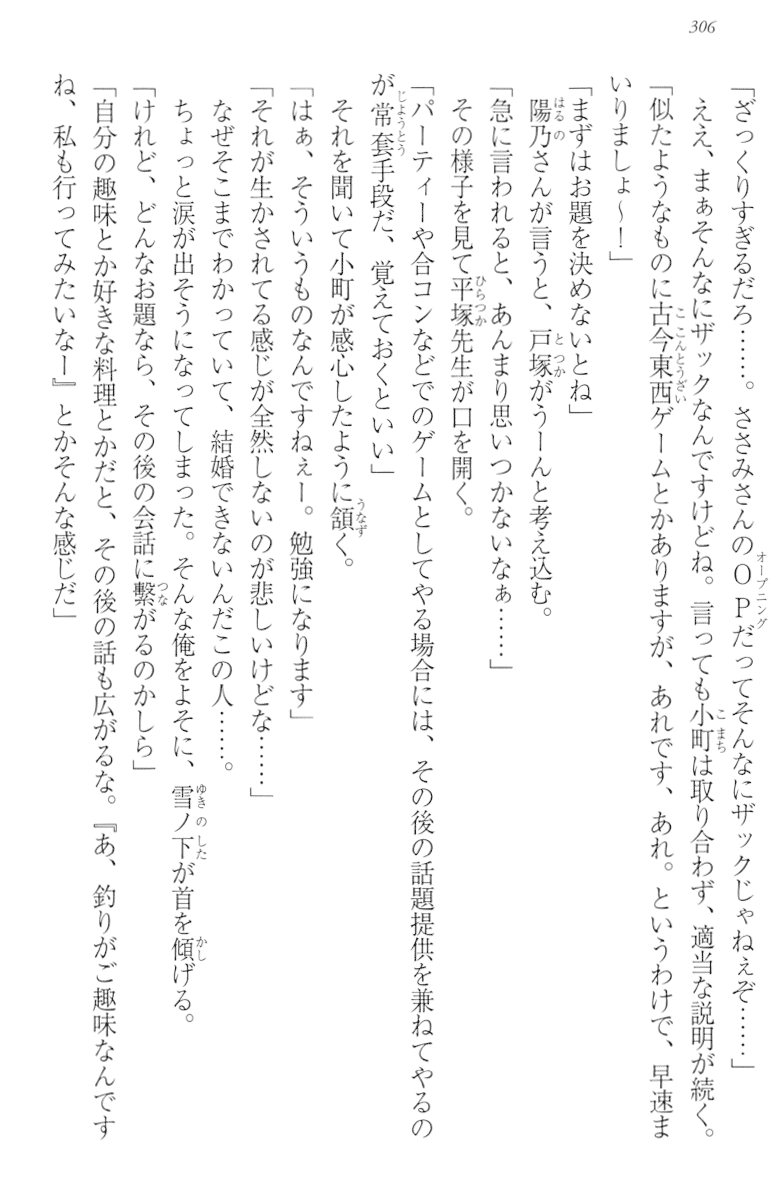 306
「ざっくりすぎるだろ……。ささみさんのＯＰだってそんなにザックじゃねぇぞ……」
ええ、まぁそんなにザックなんですけどね。言っても小町は取り合わず、適当な説明が続く。
「似たようなものに古今東西ゲームとかありますが、あれです、あれ。というわけで、早速ま
いりましょ～！」
「まずはお題を決めないとね」
陽乃さんが言うと、戸塚がうーんと考え込む。
「急に言われると、あんまり思いつかないなぁ……」
その様子を見て平塚先生が口を開く。
「パーティーや合コンなどでのゲームとしてやる場合には、その後の話題提供を兼ねてやるの
が常套手段だ、覚えておくといい」
それを聞いて小町が感心したように頷く。
「はぁ、そういうものなんですねぇー。勉強になります」
「それが生かされてる感じが全然しないのが悲しいけどな……」
なぜそこまでわかっていて、結婚できないんだこの人……。
ちょっと涙が出そうになってしまった。そんな俺をよそに、雪ノ下が首を傾げる。
「けれど、どんなお題なら、その後の会話に繋がるのかしら」
「自分の趣味とか好きな料理とかだと、その後の話も広がるな。『あ、釣りがご趣味なんです
ね、私も行ってみたいなー』とかそんな感じだ」